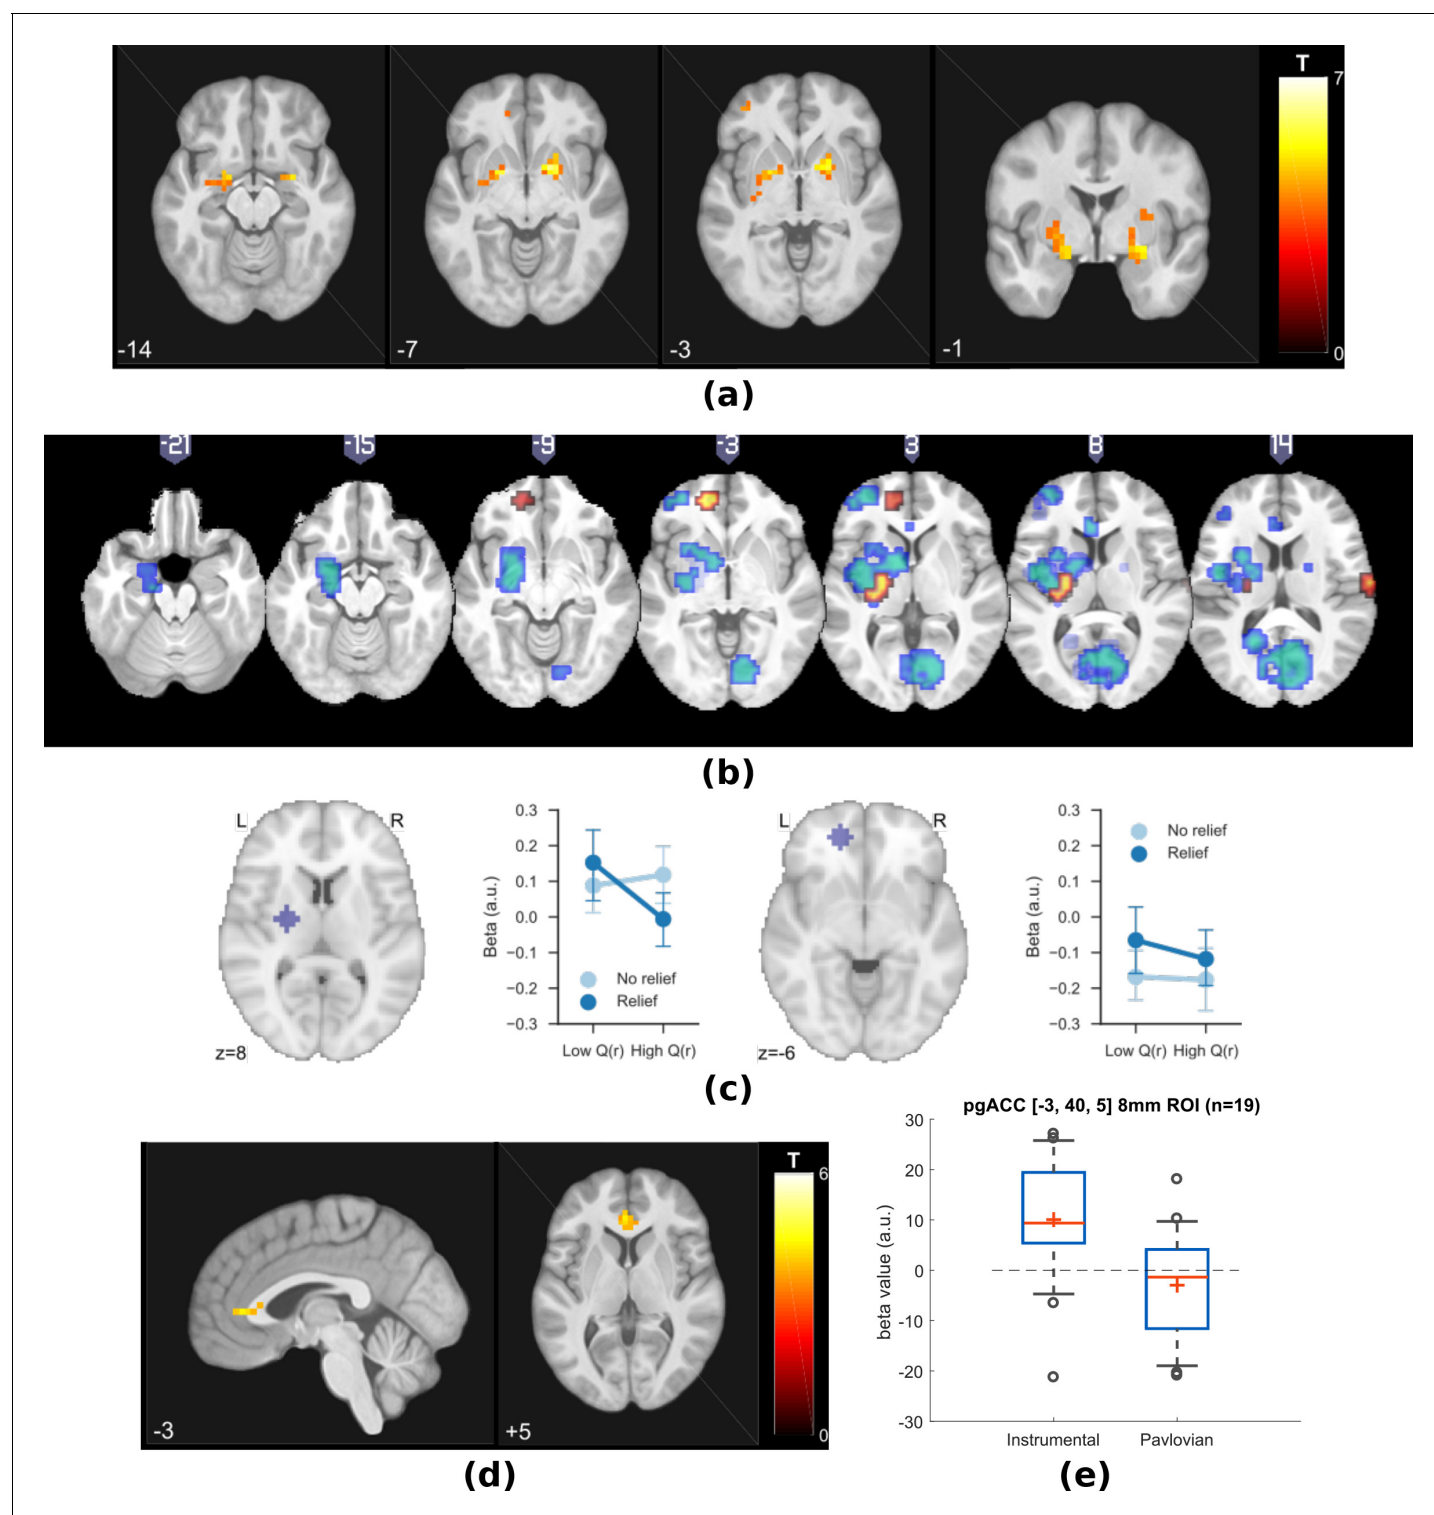 T
7
0
-14
-7
-3
-1
(a)
-21
-15
-9
-3
3
8
14
(b)
L
R
z=8
0.3
0.2
0.1
0.0
−0.1
−0.2
−0.3
Beta (a.u.)
No relief
Relief
Low Q(r)
High Q(r)
L
R
z=-6
0.3
0.2
0.1
0.0
−0.1
−0.2
−0.3
Beta (a.u.)
No relief
Relief
Low Q(r)
High Q(r)
(c)
T
6
0
-3
+5
(d)
pgACC [-3, 40, 5] 8mm ROI (n=19)
30
20
10
0
-10
-20
-30
beta value (a.u.)
Instrumental
Pavlovian
(e)